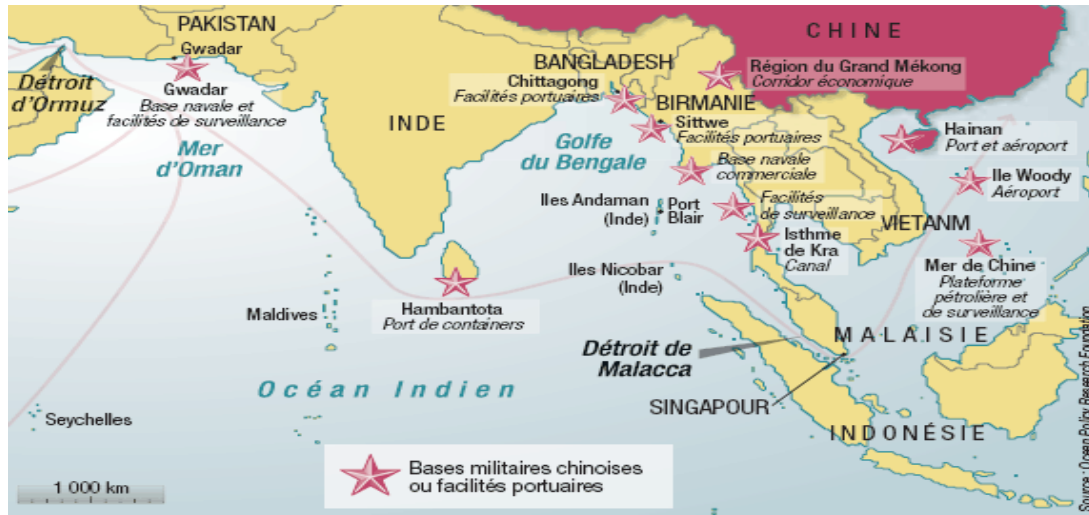 PAKISTAN
Gwadar
Détroit
d'Ormuz
Gwadar
Base navale et
facilités de surveillance
Mer
d'Oman
INDE
BANGLADESH
Chittagong
Facilités portuaires
BIRMANIE
Sittwe
Facilités portuaires
Golfe
du Bengale
Base navale
commerciale
CHINE
Région du Grand Mékong
Corridor économique
Hainan
Port et aéroport
Ile Woody
Aéroport
Iles Andaman
(Inde)
Port
Blair
Facilités
de surveillance
VIETANM
Isthme
de Kra
Canal
Mer de Chine
Plateforme
pétrolière et
de surveillance
Iles Nicobar
(Inde)
Maldives
Hambantota
Port de containers
Détroit de
Malacca
MALAISIE
Océan Indien
SINGAPOUR
INDONÉSIE
Seychelles
1 000 km
Bases militaires chinoises
ou facilités portuaires
Source : Ocean Policy Research Foundation